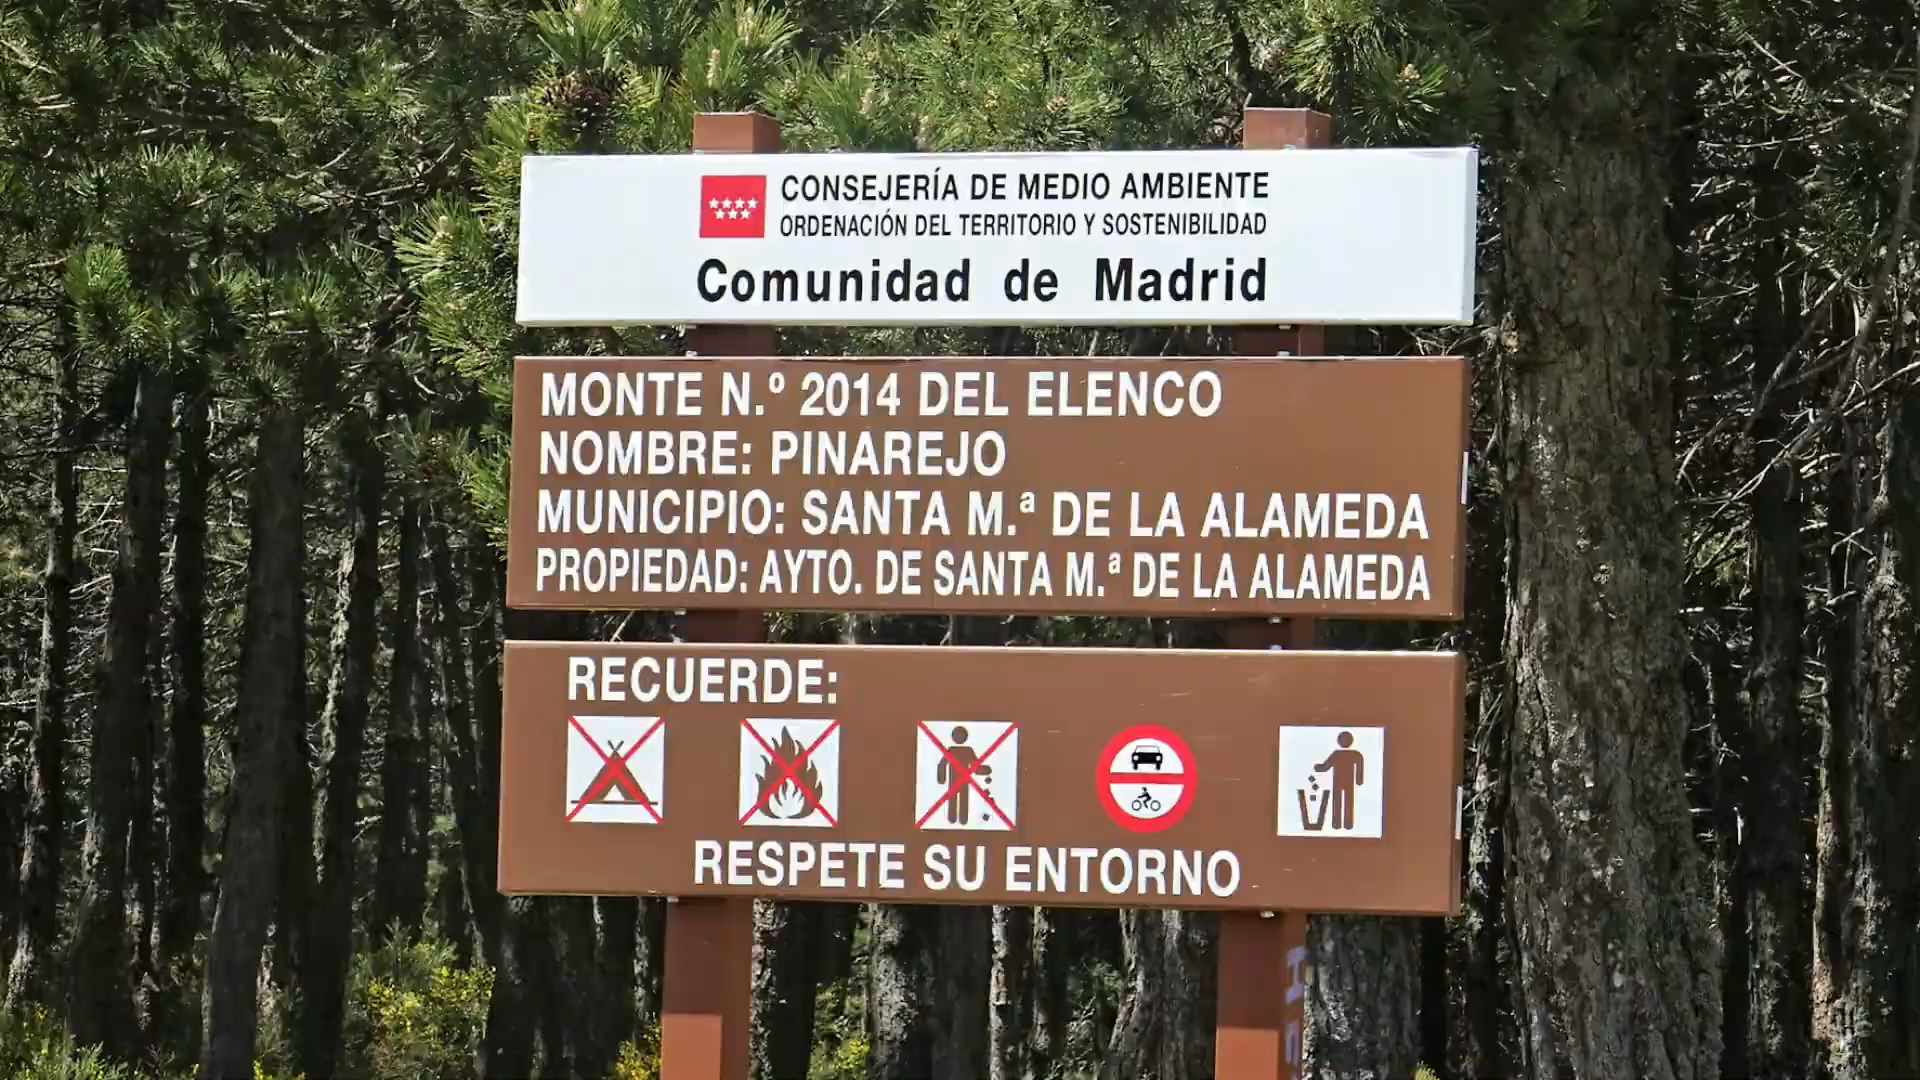 CONSEJERÍA DE MEDIO AMBIENTE
ORDENACIÓN DEL TERRITORIO Y SOSTENIBILIDAD
Comunidad de Madrid
MONTE N.º 2014 DEL ELENCO
NOMBRE: PINAREJO
MUNICIPIO: SANTA M.ª DE LA ALAMEDA
PROPIEDAD: AYTO. DE SANTA M.ª DE LA ALAMEDA
RECUERDE:
RESPETE SU ENTORNO